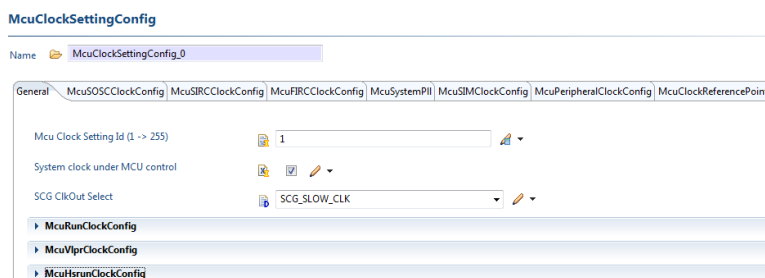 McuClockSettingConfig
Name McuClockSettingConfig_0
General McuSOSCClockConfig McuSIRCClockConfig McuFIRCClockConfig McuSystemPll McuSIMClockConfig McuPeripheralClockConfig McuClockReferencePoin
Mcu Clock Setting Id (1 -> 255) 1
System clock under MCU control
SCG ClkOut Select SCG_SLOW_CLK
McuRunClockConfig
McuVlprClockConfig
McuHsrunClockConfig